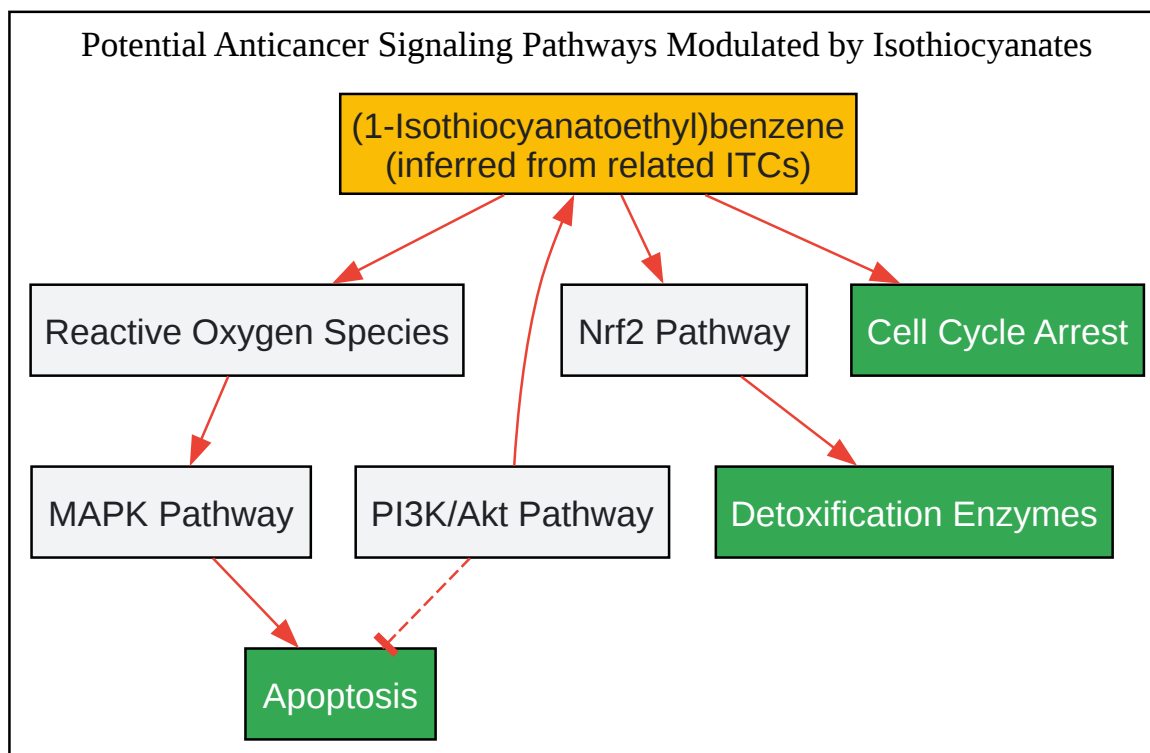 Potential Anticancer Signaling Pathways Modulated by Isothiocyanates
(1-Isothiocyanatoethyl)benzene
(inferred from related ITCs)
Reactive Oxygen Species
Nrf2 Pathway
Cell Cycle Arrest
MAPK Pathway
PI3K/Akt Pathway
Detoxification Enzymes
Apoptosis